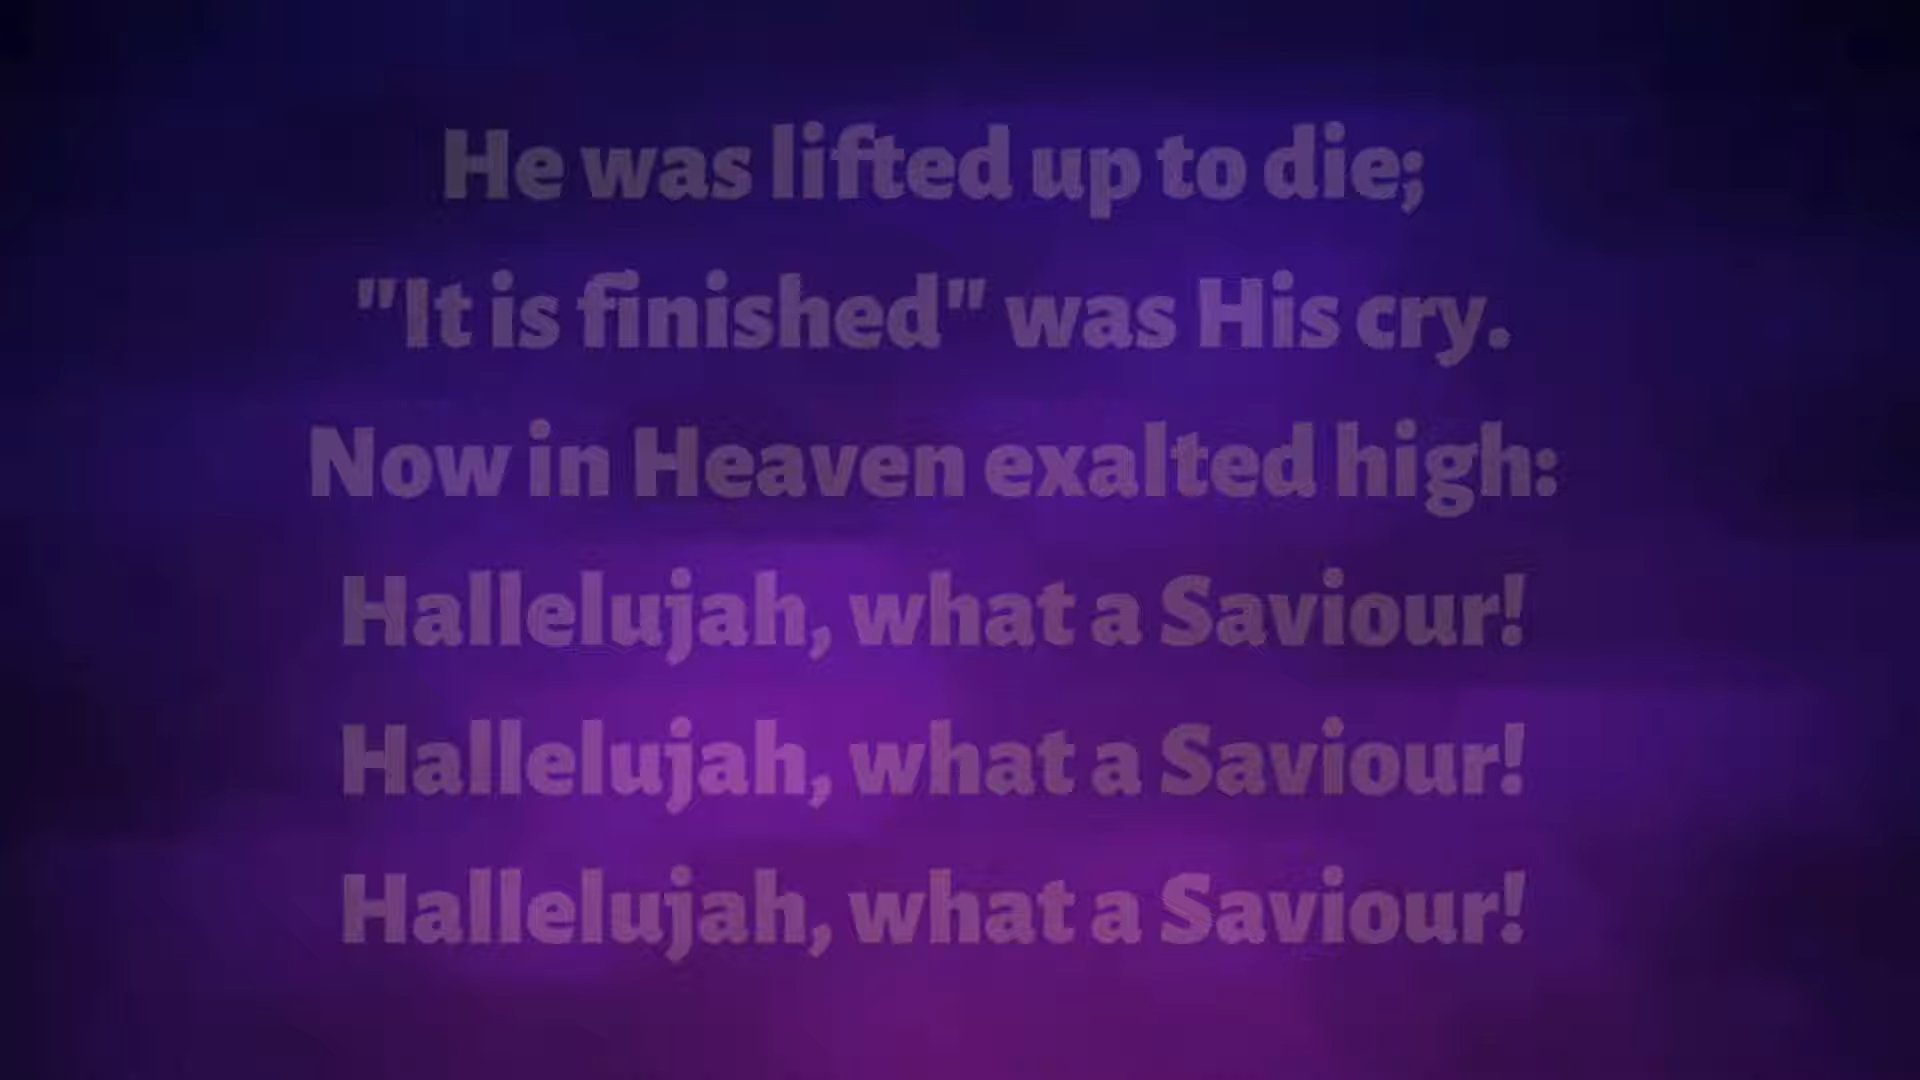 He was lifted up to die;
"It is finished" was His cry.
Now in Heaven exalted high:
Hallelujah, what a Saviour!
Hallelujah, what a Saviour!
Hallelujah, what a Saviour!